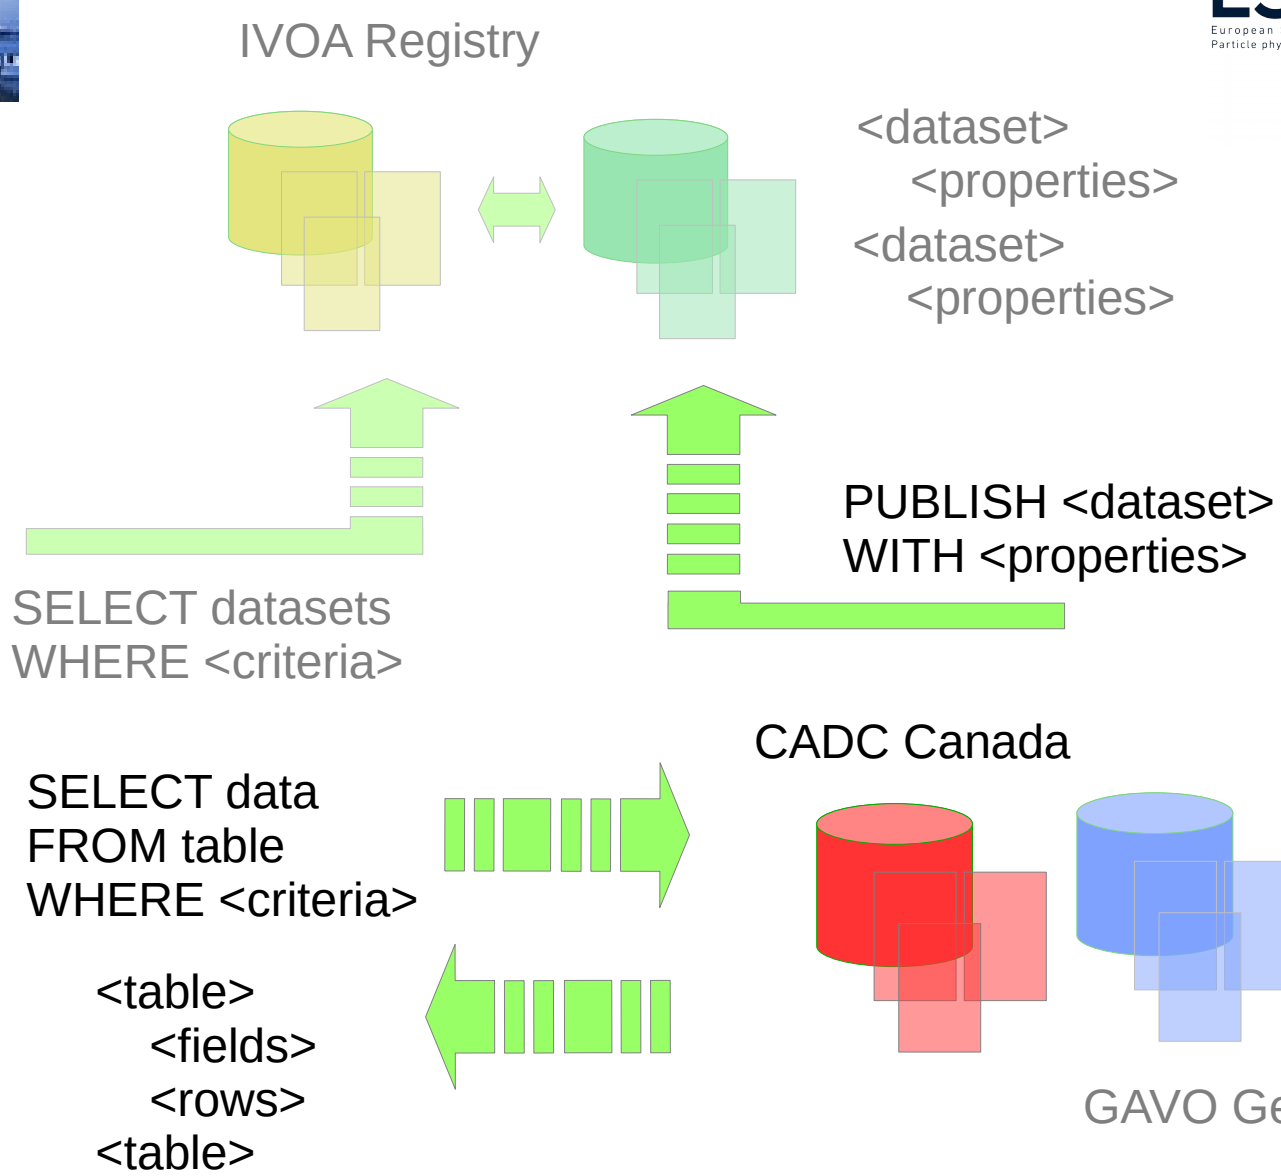 IVOA Registry
European
Particle phy
<dataset>
<properties>
<dataset>
<properties>
PUBLISH <dataset>
WITH <properties>
SELECT datasets
WHERE <criteria>
CADC Canada
SELECT data
FROM table
WHERE <criteria>
<table>
<fields>
<rows>
<table>
GAVO